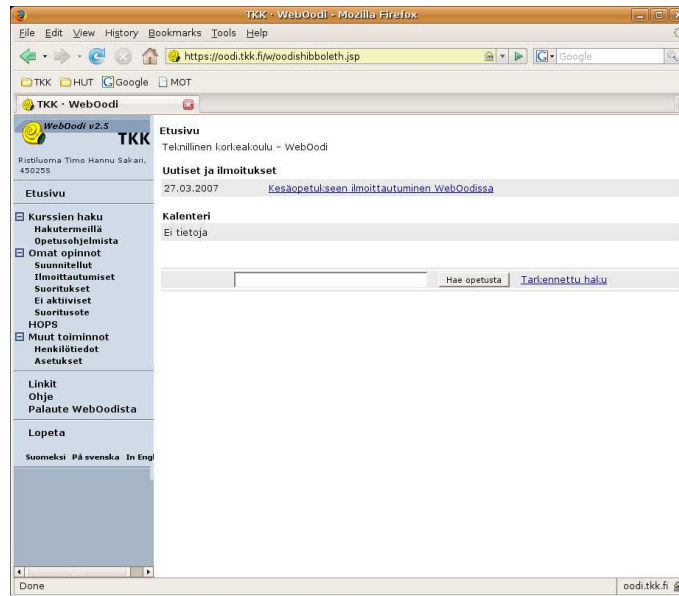 TKK · WebOodi - Mozilla Firefox
File Edit View History Bookmarks Tools Help
https://oodi.tkk.fi/w/oodishibboleth.jsp
Google
TKK HUT Google MOT
TKK · WebOodi
WebOodi v2.5
TKK
Ristiluoma Timo Hannu Sakari,
45025S
Etusivu
Kurssien haku
Hakutermeillä
Opetusohjelmista
Omat opinnot
Suunnitellut
Ilmoittautumiset
Suoritukset
Ei aktiiviset
Suoritusote
HOPS
Muut toiminnot
Henkilötiedot
Asetukset
Linkit
Ohje
Palaute WebOodista
Lopeta
Suomeksi På svenska In Engl
Etusivu
Teknillinen korkeakoulu - WebOodi
Uutiset ja ilmoitukset
27.03.2007 Kesäopetukseen ilmoittautuminen WebOodissa
Kalenteri
Ei tietoja
Hae opetusta Tarkennettu haku
Done
oodi.tkk.fi